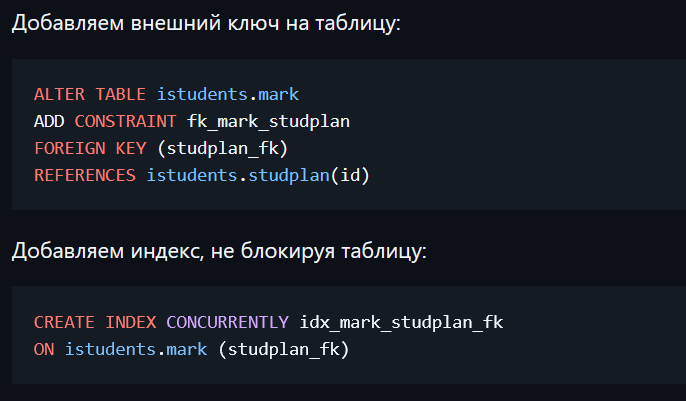 Добавляем внешний ключ на таблицу:
ALTER TABLE istudents.mark
ADD CONSTRAINT fk_mark_studplan
FOREIGN KEY (studplan_fk)
REFERENCES istudents.studplan(id)
Добавляем индекс, не блокируя таблицу:
CREATE INDEX CONCURRENTLY idx_mark_studplan_fk
ON istudents.mark (studplan_fk)